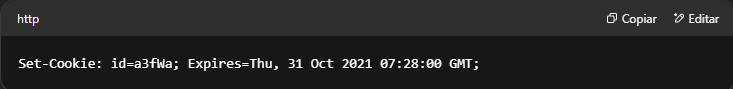 http
Copiar
Editar
Set-Cookie: id=a3fWa; Expires=Thu, 31 Oct 2021 07:28:00 GMT;